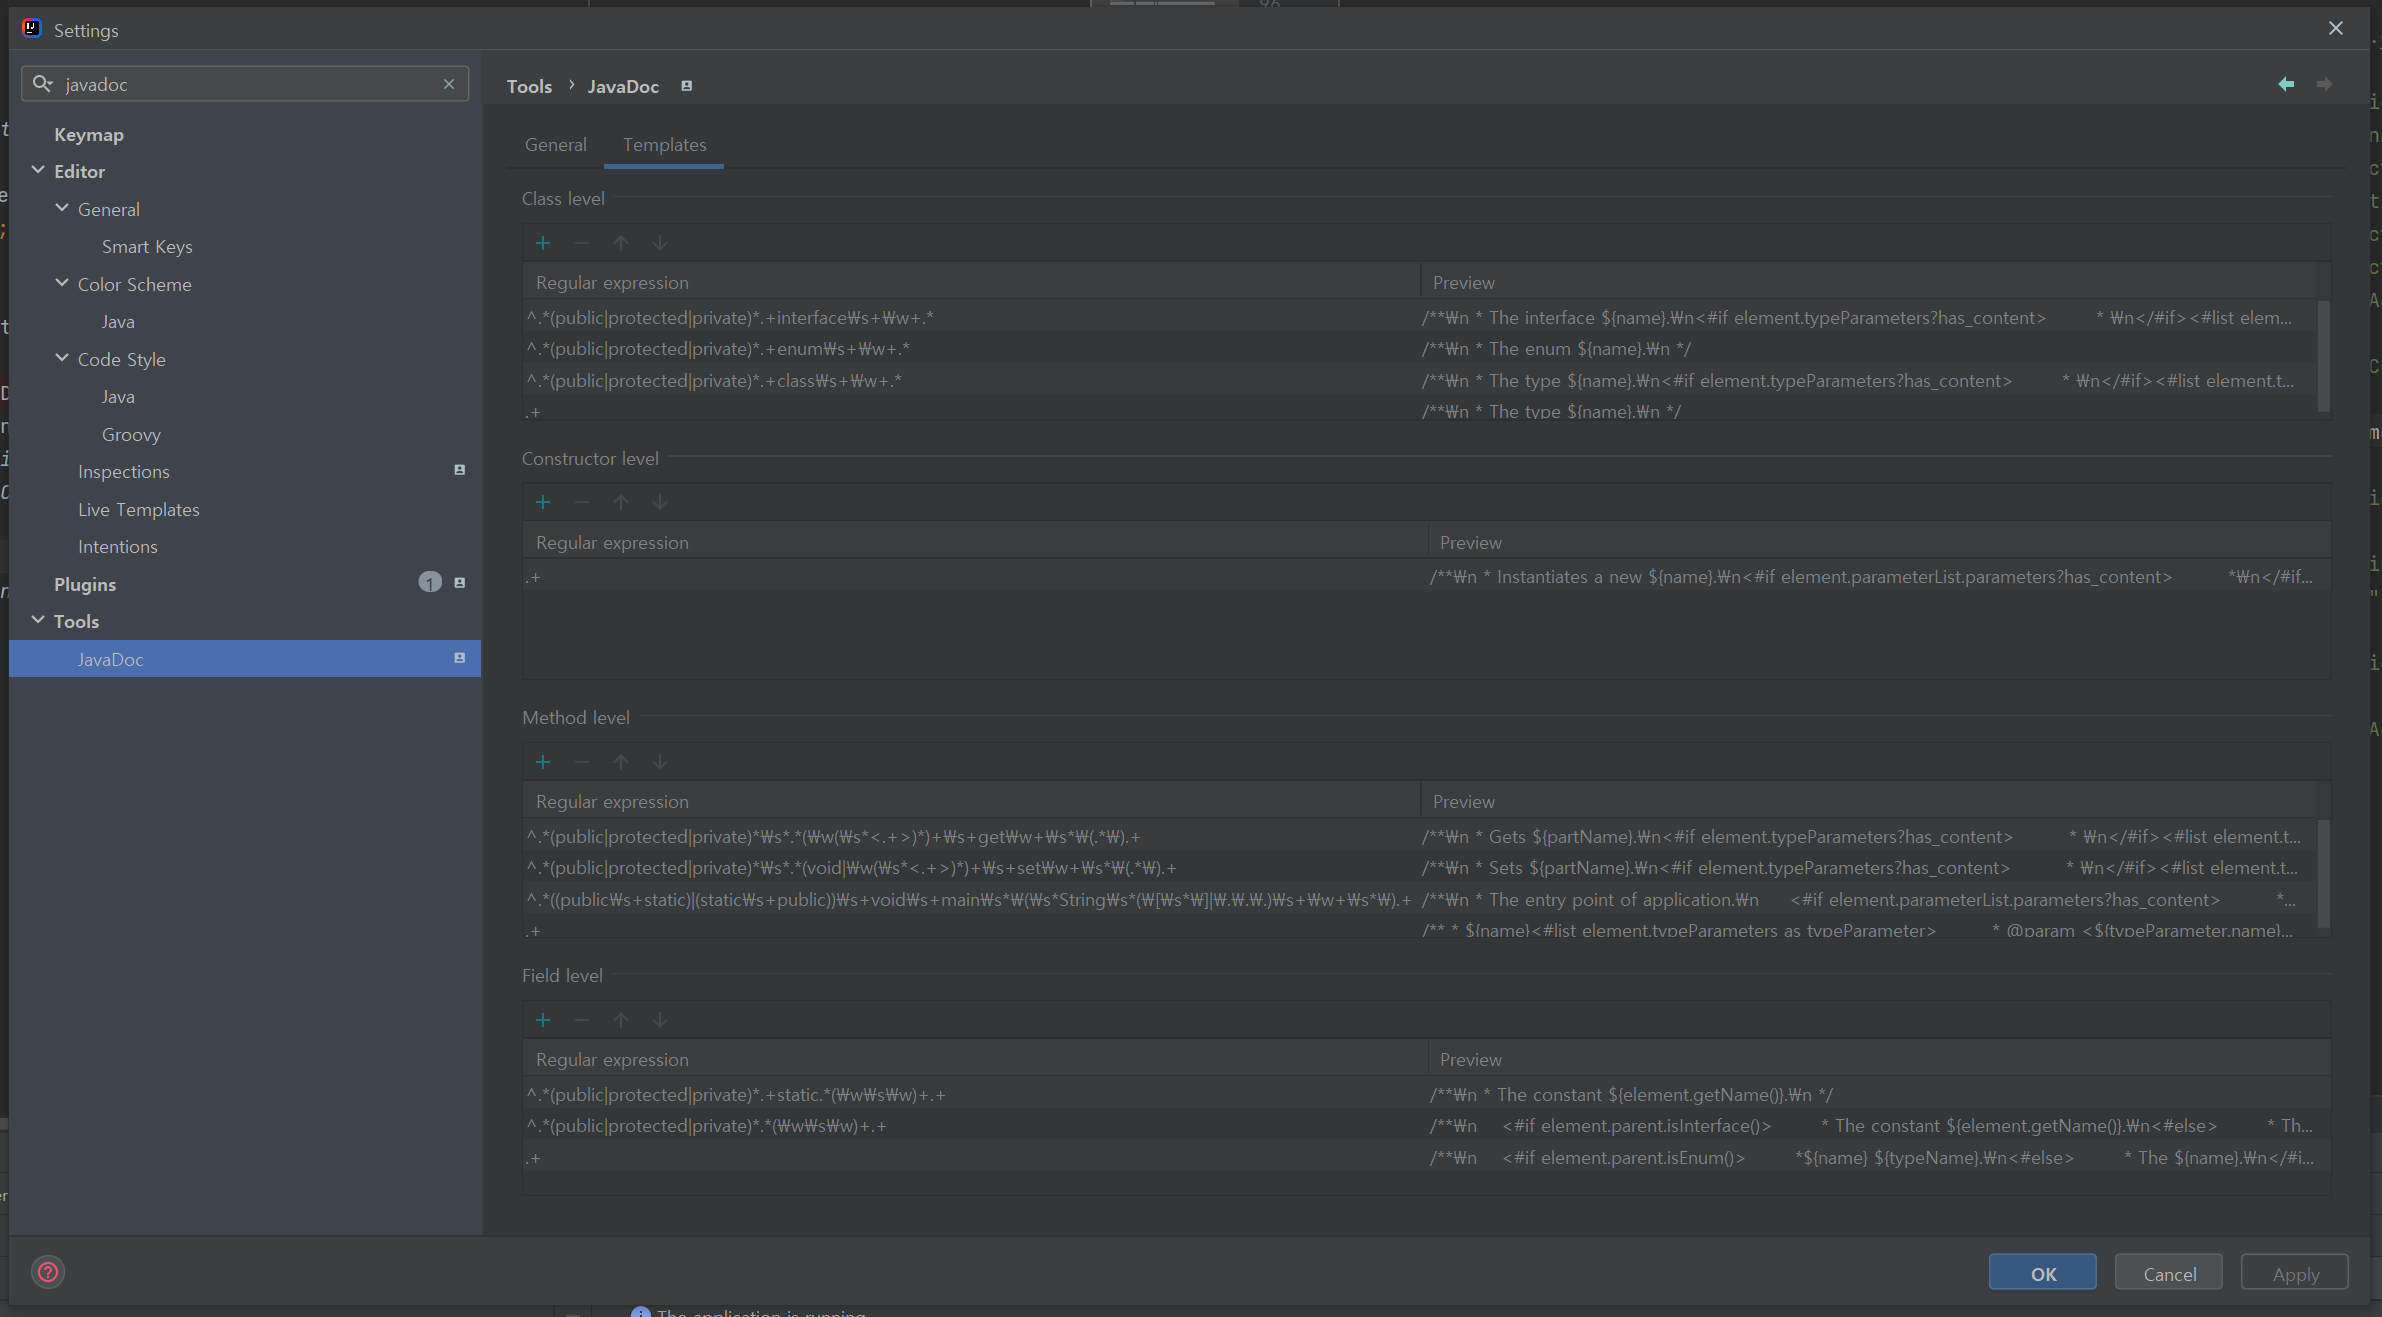 Settings
javadoc
Keymap
Editor
General
Smart Keys
Color Scheme
Java
Code Style
Java
Groovy
Inspections
Live Templates
Intentions
Plugins 1
Tools
JavaDoc
Tools › JavaDoc
General Templates
Class level
Regular expression Preview
^.*(public|protected|private)*.+interface₩s+₩w+.* /**₩n * The interface ${name}.₩n<#if element.typeParameters?has_content> * ₩n</#if><#list elem...
^.*(public|protected|private)*.+enum₩s+₩w+.* /**₩n * The enum ${name}.₩n */
^.*(public|protected|private)*.+class₩s+₩w+.* /**₩n * The type ${name}.₩n<#if element.typeParameters?has_content> * ₩n</#if><#list element.t...
.+ /**₩n * The type ${name}.₩n */
Constructor level
Regular expression Preview
.+ /**₩n * Instantiates a new ${name}.₩n<#if element.parameterList.parameters?has_content> *₩n</#if...
Method level
Regular expression Preview
^.*(public|protected|private)*₩s*.*(₩w(₩s*<.+>)*)+₩s+get₩w+₩s*₩(.*₩).+ /**₩n * Gets ${partName}.₩n<#if element.typeParameters?has_content> * ₩n</#if><#list element.t...
^.*(public|protected|private)*₩s*.*(void|₩w(₩s*<.+>)*)+₩s+set₩w+₩s*₩(.*₩).+ /**₩n * Sets ${partName}.₩n<#if element.typeParameters?has_content> * ₩n</#if><#list element.t...
^.*((public₩s+static)|(static₩s+public))₩s+void₩s+main₩s*₩(₩s*String₩s*(₩[₩s*₩]|₩.₩.₩.)₩s+₩w+₩s*₩).+ /**₩n * The entry point of application.₩n <#if element.parameterList.parameters?has_content> *...
.+ /** * ${name}<#list element.typeParameters as typeParameter> * @param <${typeParameter.name}...
Field level
Regular expression Preview
^.*(public|protected|private)*.+static.*(₩w₩s₩w)+.+ /**₩n * The constant ${element.getName()}.₩n */
^.*(public|protected|private)*.*(₩w₩s₩w)+.+ /**₩n <#if element.parent.isInterface()> * The constant ${element.getName()}.₩n<#else> * Th...
.+ /**₩n <#if element.parent.isEnum()> *${name} ${typeName}.₩n<#else> * The ${name}.₩n</#i...
OK Cancel Apply
The application is running